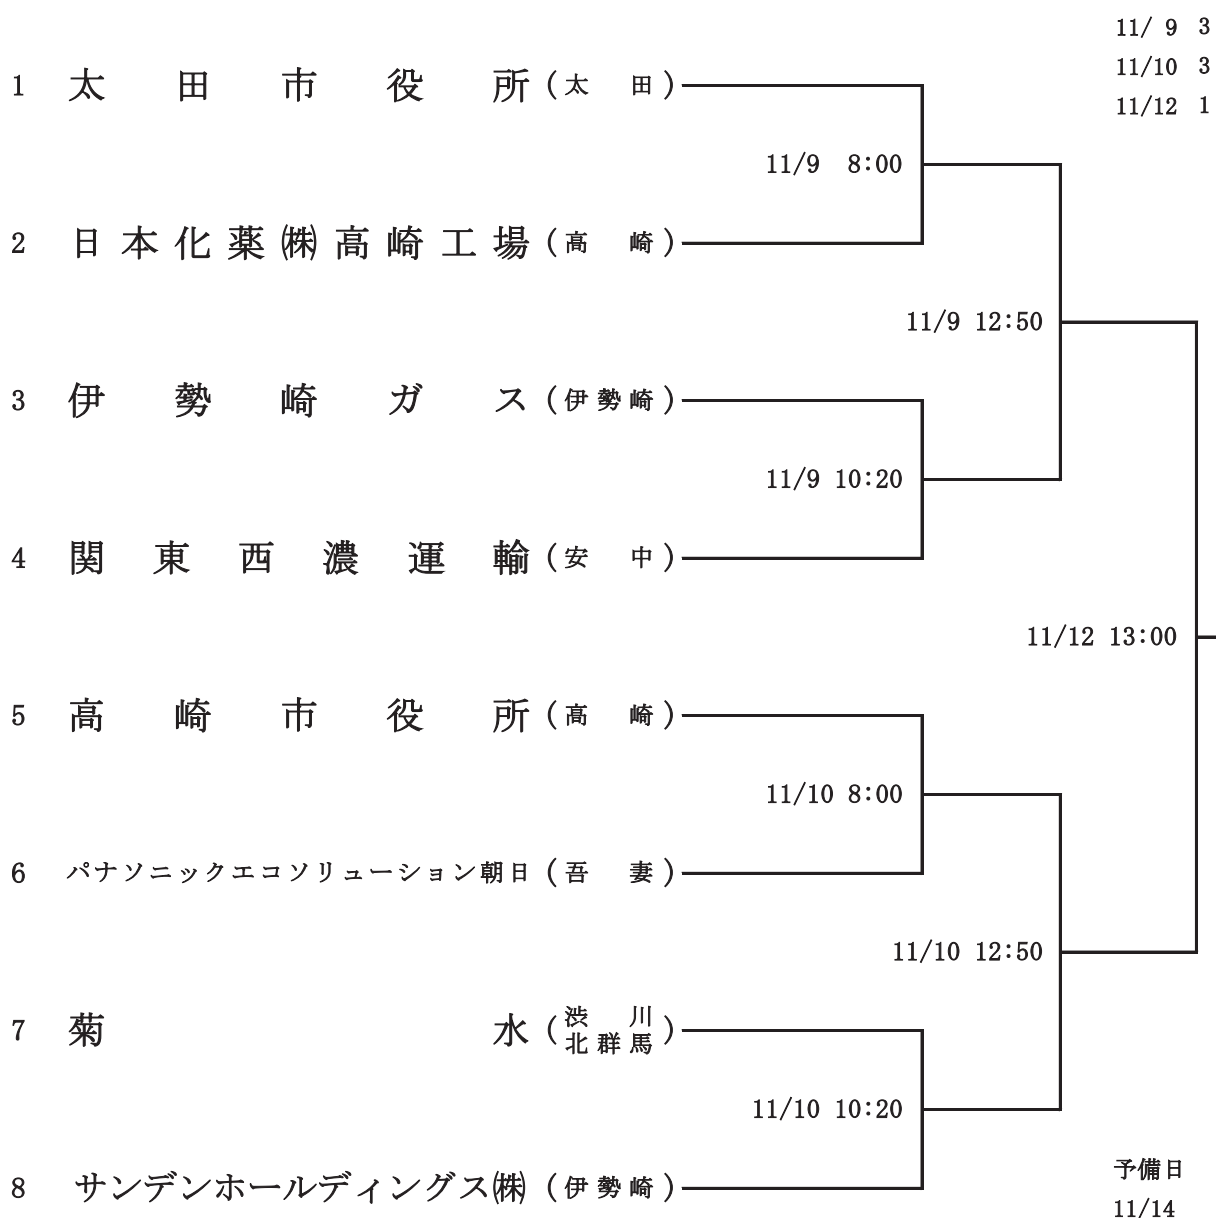 11/ 9 3
11/10 3
11/12 1
1 太田市役所(太田)
11/9 8:00
2 日本化薬㈱高崎工場(高崎)
11/9 12:50
3 伊勢崎ガス(伊勢崎)
11/9 10:20
4 関東西濃運輸(安中)
11/12 13:00
5 高崎市役所(高崎)
11/10 8:00
6 パナソニックエコソリューション朝日(吾妻)
11/10 12:50
7 菊水(渋川北群馬)
11/10 10:20
8 サンデンホールディングス㈱(伊勢崎)
予備日
11/14